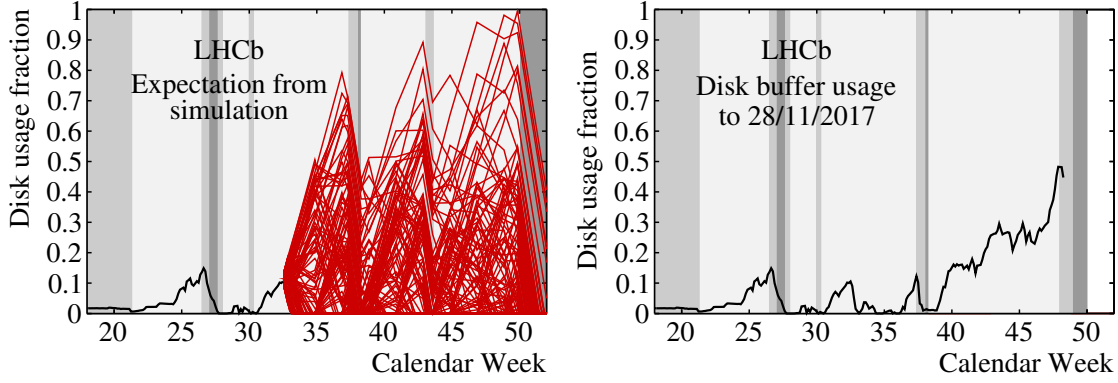 1
0.9
0.8
0.7
0.6
0.5
0.4
0.3
0.2
0.1
0
Disk usage fraction
LHCb
Expectation from
simulation
20 25 30 35 40 45 50
Calendar Week
1
0.9
0.8
0.7
0.6
0.5
0.4
0.3
0.2
0.1
0
Disk usage fraction
LHCb
Disk buffer usage
to 28/11/2017
20 25 30 35 40 45 50
Calendar Week